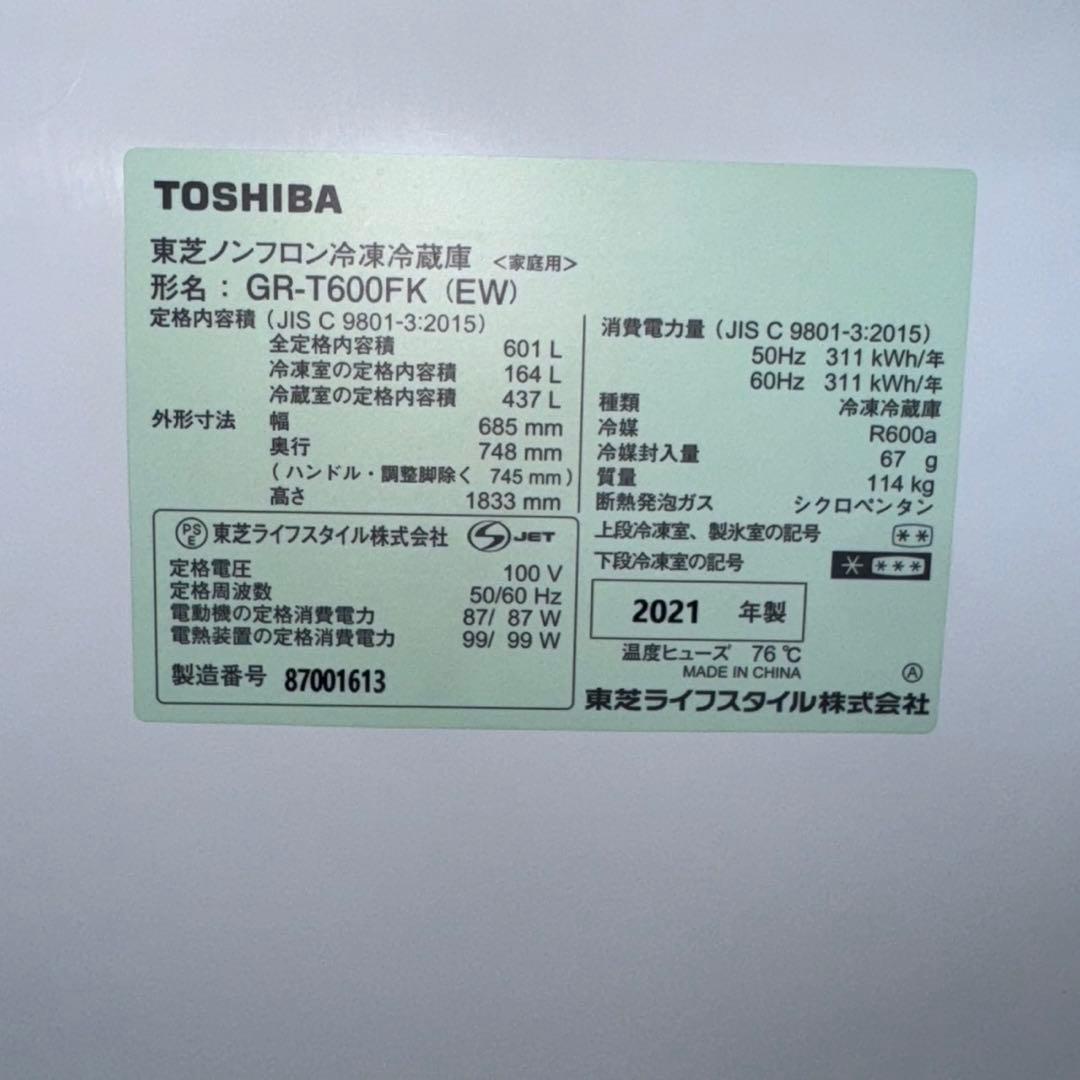 TOSHIBA
東芝ノンフロン冷凍冷蔵庫 <家庭用>
形名: GR-T600FK (EW)
定格内容積 (JIS C 9801-3:2015)
全定格内容積 601 L
冷凍室の定格内容積 164 L
冷蔵室の定格内容積 437 L
外形寸法 幅 685 mm
奥行 748 mm
(ハンドル・調整脚除く 745 mm)
高さ 1833 mm
PSE 東芝ライフスタイル株式会社 JET
定格電圧 100 V
定格周波数 50/60 Hz
電動機の定格消費電力 87/ 87 W
電熱装置の定格消費電力 99/ 99 W
製造番号 87001613
消費電力量 (JIS C 9801-3:2015)
50Hz 311 kWh/年
60Hz 311 kWh/年
種類 冷凍冷蔵庫
冷媒 R600a
冷媒封入量 67 g
質量 114 kg
断熱発泡ガス シクロペンタン
上段冷凍室、製氷室の記号 **
下段冷凍室の記号 * ***
2021 年製
温度ヒューズ 76 ℃
MADE IN CHINA
Ⓐ
東芝ライフスタイル株式会社